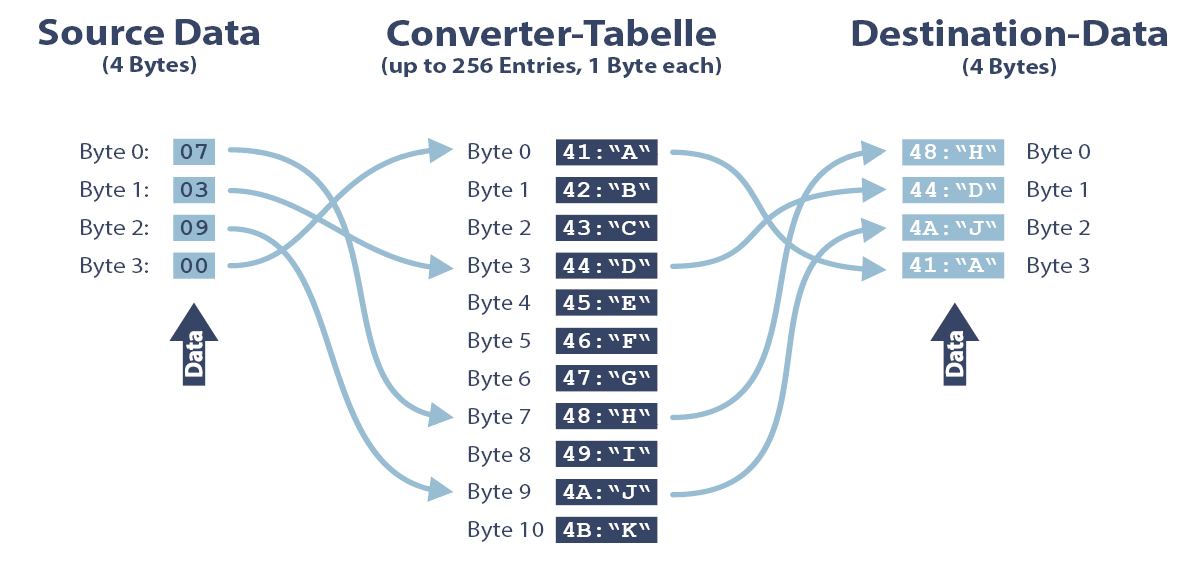 Source Data
(4 Bytes)
Converter-Tabelle
(up to 256 Entries, 1 Byte each)
Destination-Data
(4 Bytes)
Byte 0: 07
Byte 1: 03
Byte 2: 09
Byte 3: 00
Data
Byte 0 41:"A"
Byte 1 42:"B"
Byte 2 43:"C"
Byte 3 44:"D"
Byte 4 45:"E"
Byte 5 46:"F"
Byte 6 47:"G"
Byte 7 48:"H"
Byte 8 49:"I"
Byte 9 4A:"J"
Byte 10 4B:"K"
48:"H" Byte 0
44:"D" Byte 1
4A:"J" Byte 2
41:"A" Byte 3
Data